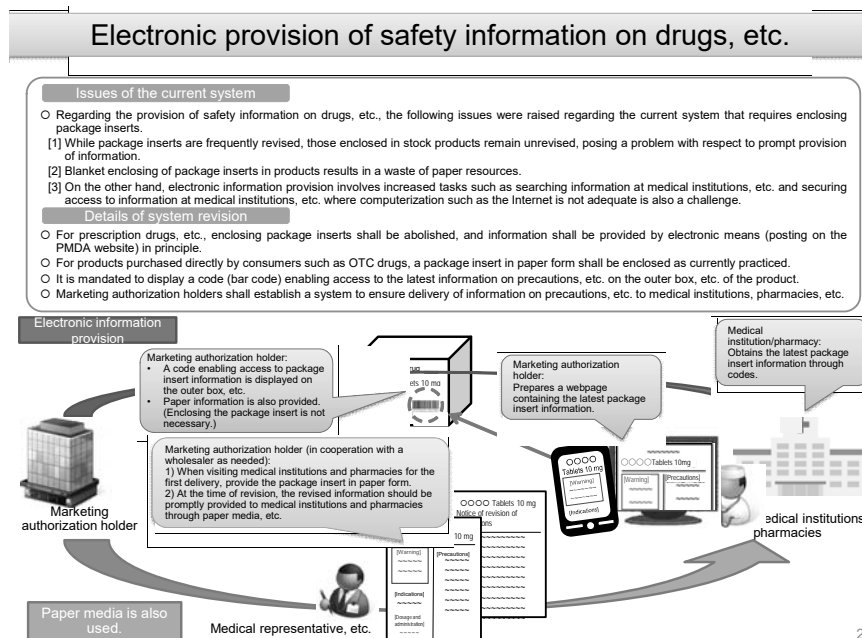 Electronic provision of safety information on drugs, etc.
Issues of the current system
○ Regarding the provision of safety information on drugs, etc., the following issues were raised regarding the current system that requires enclosing
package inserts.
[1] While package inserts are frequently revised, those enclosed in stock products remain unrevised, posing a problem with respect to prompt provision
of information.
[2] Blanket enclosing of package inserts in products results in a waste of paper resources.
[3] On the other hand, electronic information provision involves increased tasks such as searching information at medical institutions, etc. and securing
access to information at medical institutions, etc. where computerization such as the Internet is not adequate is also a challenge.
Details of system revision
○ For prescription drugs, etc., enclosing package inserts shall be abolished, and information shall be provided by electronic means (posting on the
PMDA website) in principle.
○ For products purchased directly by consumers such as OTC drugs, a package insert in paper form shall be enclosed as currently practiced.
○ It is mandated to display a code (bar code) enabling access to the latest information on precautions, etc. on the outer box, etc. of the product.
○ Marketing authorization holders shall establish a system to ensure delivery of information on precautions, etc. to medical institutions, pharmacies, etc.
Electronic information
provision
Marketing authorization holder:
• A code enabling access to package
insert information is displayed on
the outer box, etc.
• Paper information is also provided.
(Enclosing the package insert is not
necessary.)
ets 10 mg
Marketing authorization
holder:
Prepares a webpage
containing the latest package
insert information.
Medical
institution/pharmacy:
Obtains the latest package
insert information through
codes.
Marketing authorization holder (in cooperation with a
wholesaler as needed):
1) When visiting medical institutions and pharmacies for the
first delivery, provide the package insert in paper form.
2) At the time of revision, the revised information should be
promptly provided to medical institutions and pharmacies
through paper media, etc.
Marketing
authorization holder
○○○○
Tablets 10 mg
[Warning]
[Indications]
○○○○Tablets 10mg
[Warning]
[Precautions]
edical institutions
pharmacies
○○○○ Tablets 10 mg
Notice of revision of
ions
10 mg
[Warning]
[Precautions]
[Indications]
[Dosage and
administration]
Paper media is also
used.
Medical representative, etc.
2